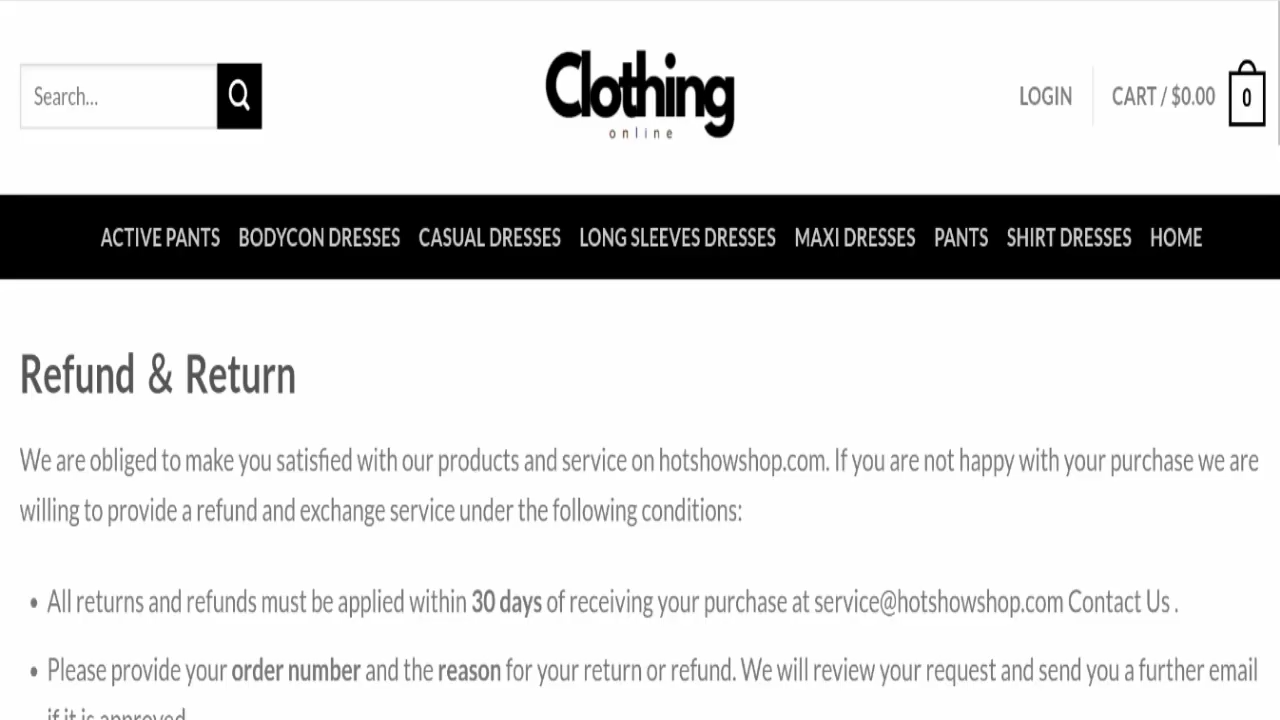 Search...
Clothing
online
LOGIN
CART / $0.00
0
ACTIVE PANTS BODYCON DRESSES CASUAL DRESSES LONG SLEEVES DRESSES MAXI DRESSES PANTS SHIRT DRESSES HOME
Refund & Return
We are obliged to make you satisfied with our products and service on hotshowshop.com. If you are not happy with your purchase we are
willing to provide a refund and exchange service under the following conditions:
• All returns and refunds must be applied within 30 days of receiving your purchase at service@hotshowshop.com Contact Us .
• Please provide your order number and the reason for your return or refund. We will review your request and send you a further email
if it is approved